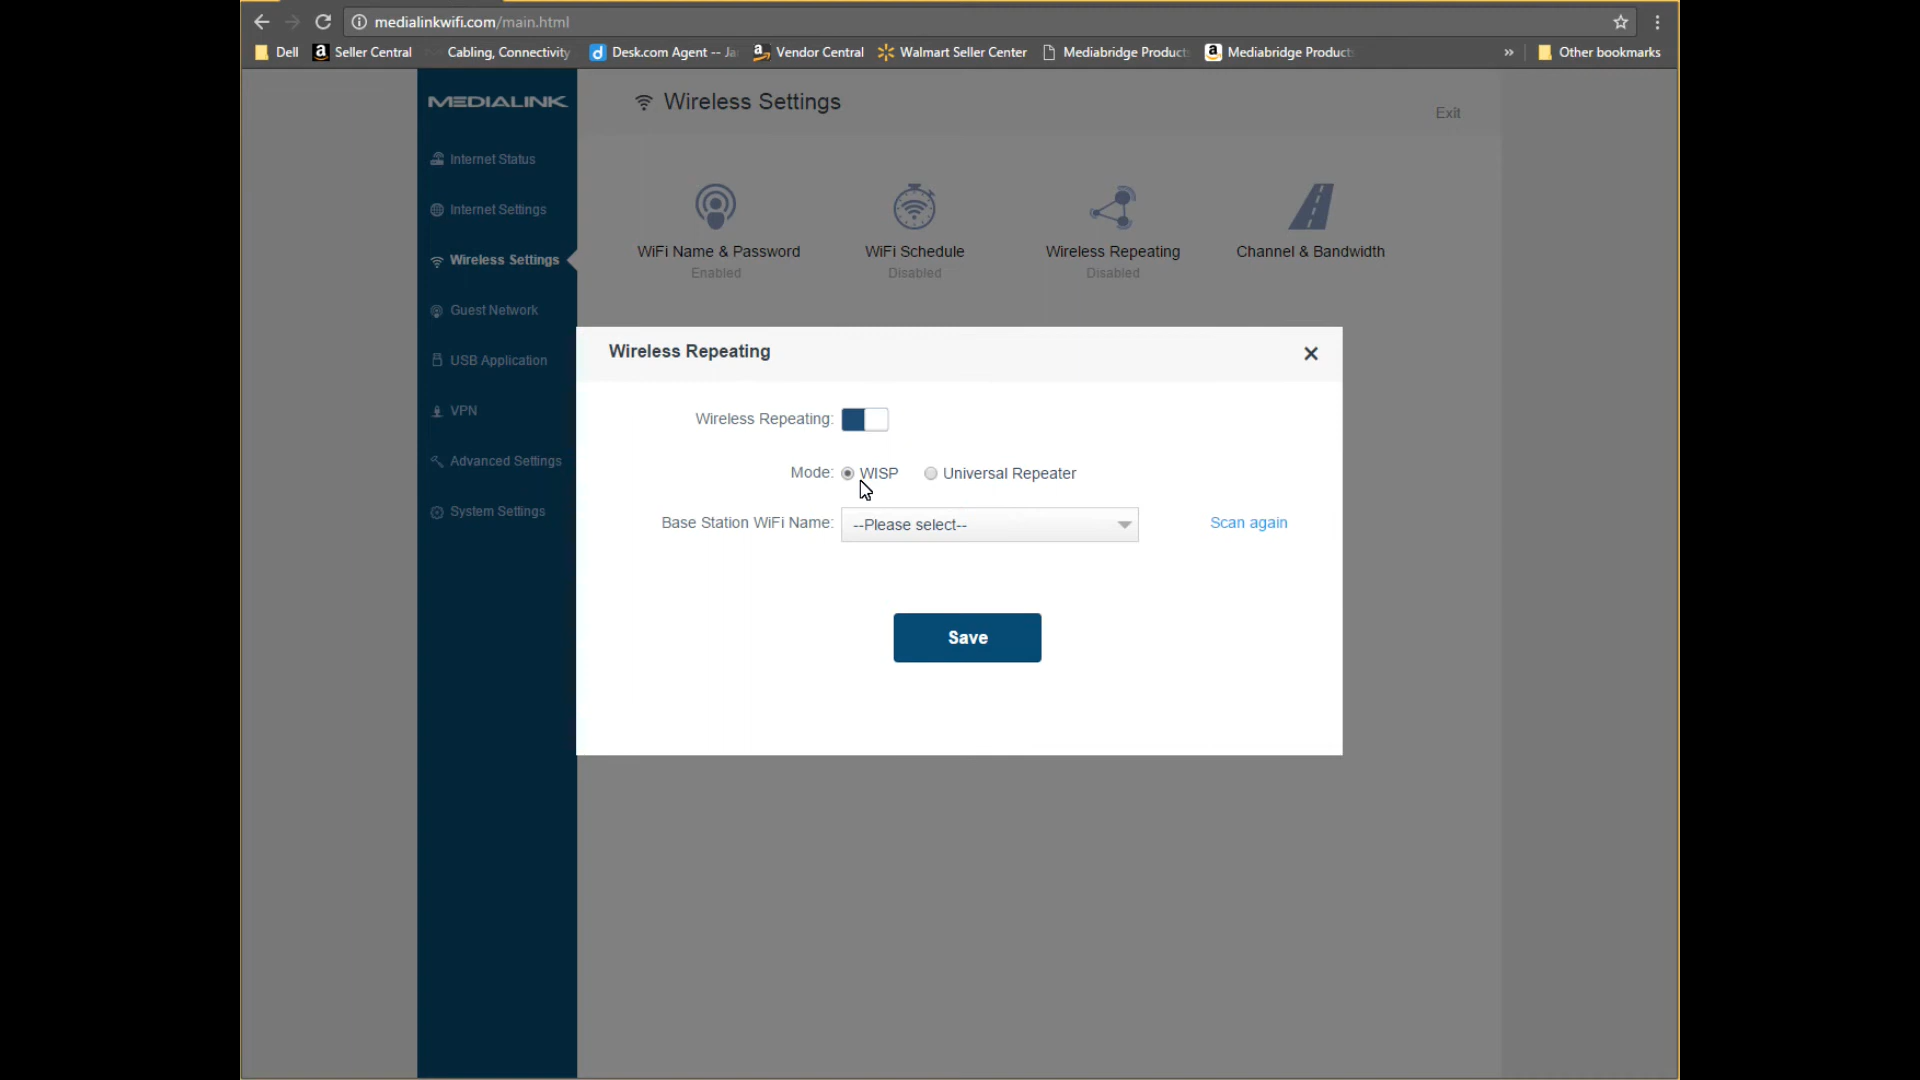 medialinkwifi.com/main.html
Dell
Seller Central
Cabling, Connectivity
Desk.com Agent -- Ja
Vendor Central
Walmart Seller Center
Mediabridge Product
Mediabridge Product
»
Other bookmarks
MEDIALINK
Wireless Settings
Exit
Internet Status
Internet Settings
Wireless Settings
Guest Network
USB Application
VPN
Advanced Settings
System Settings
WiFi Name & Password
Enabled
WiFi Schedule
Disabled
Wireless Repeating
Disabled
Channel & Bandwidth
Wireless Repeating
Wireless Repeating:
Mode: WISP Universal Repeater
Base Station WiFi Name: --Please select-- Scan again
Save